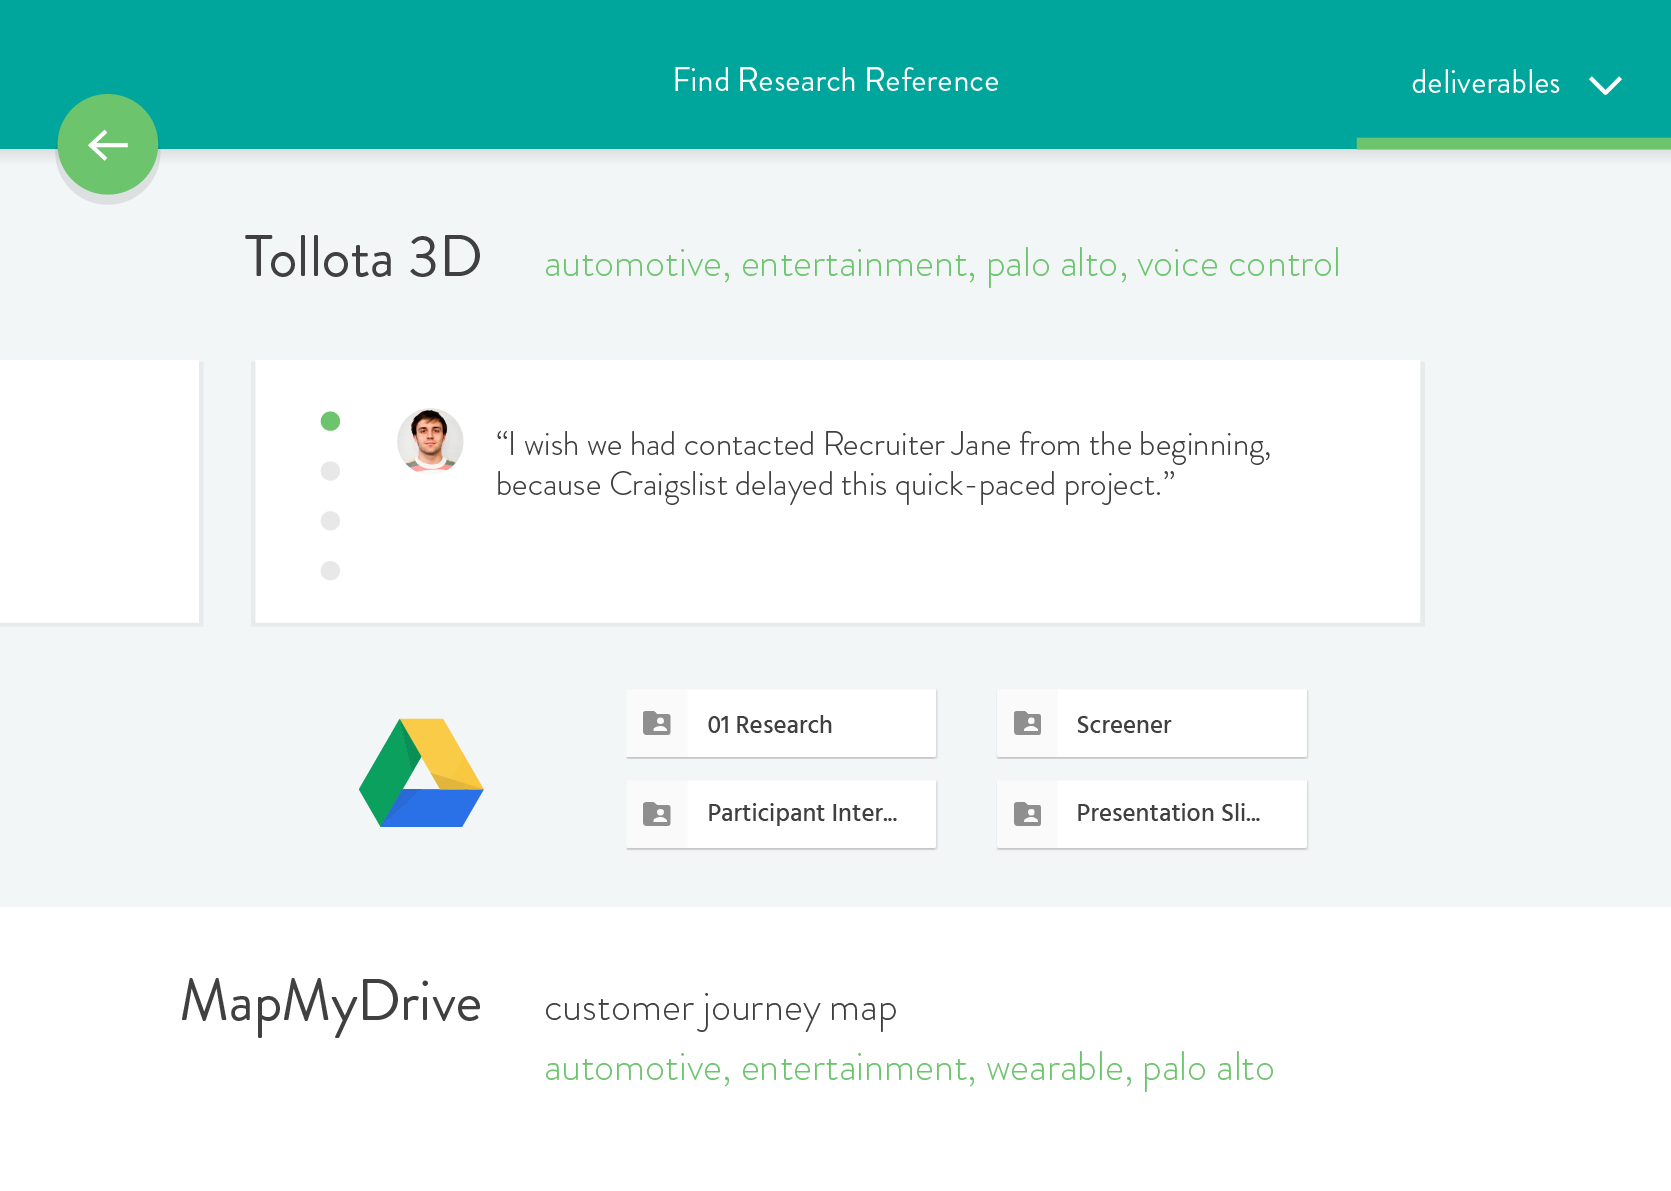 Find Research Reference
deliverables
Tollota 3D
automotive, entertainment, palo alto, voice control
“I wish we had contacted Recruiter Jane from the beginning,
because Craigslist delayed this quick-paced project.”
01 Research
Screener
Participant Inter...
Presentation Sli...
MapMyDrive
customer journey map
automotive, entertainment, wearable, palo alto